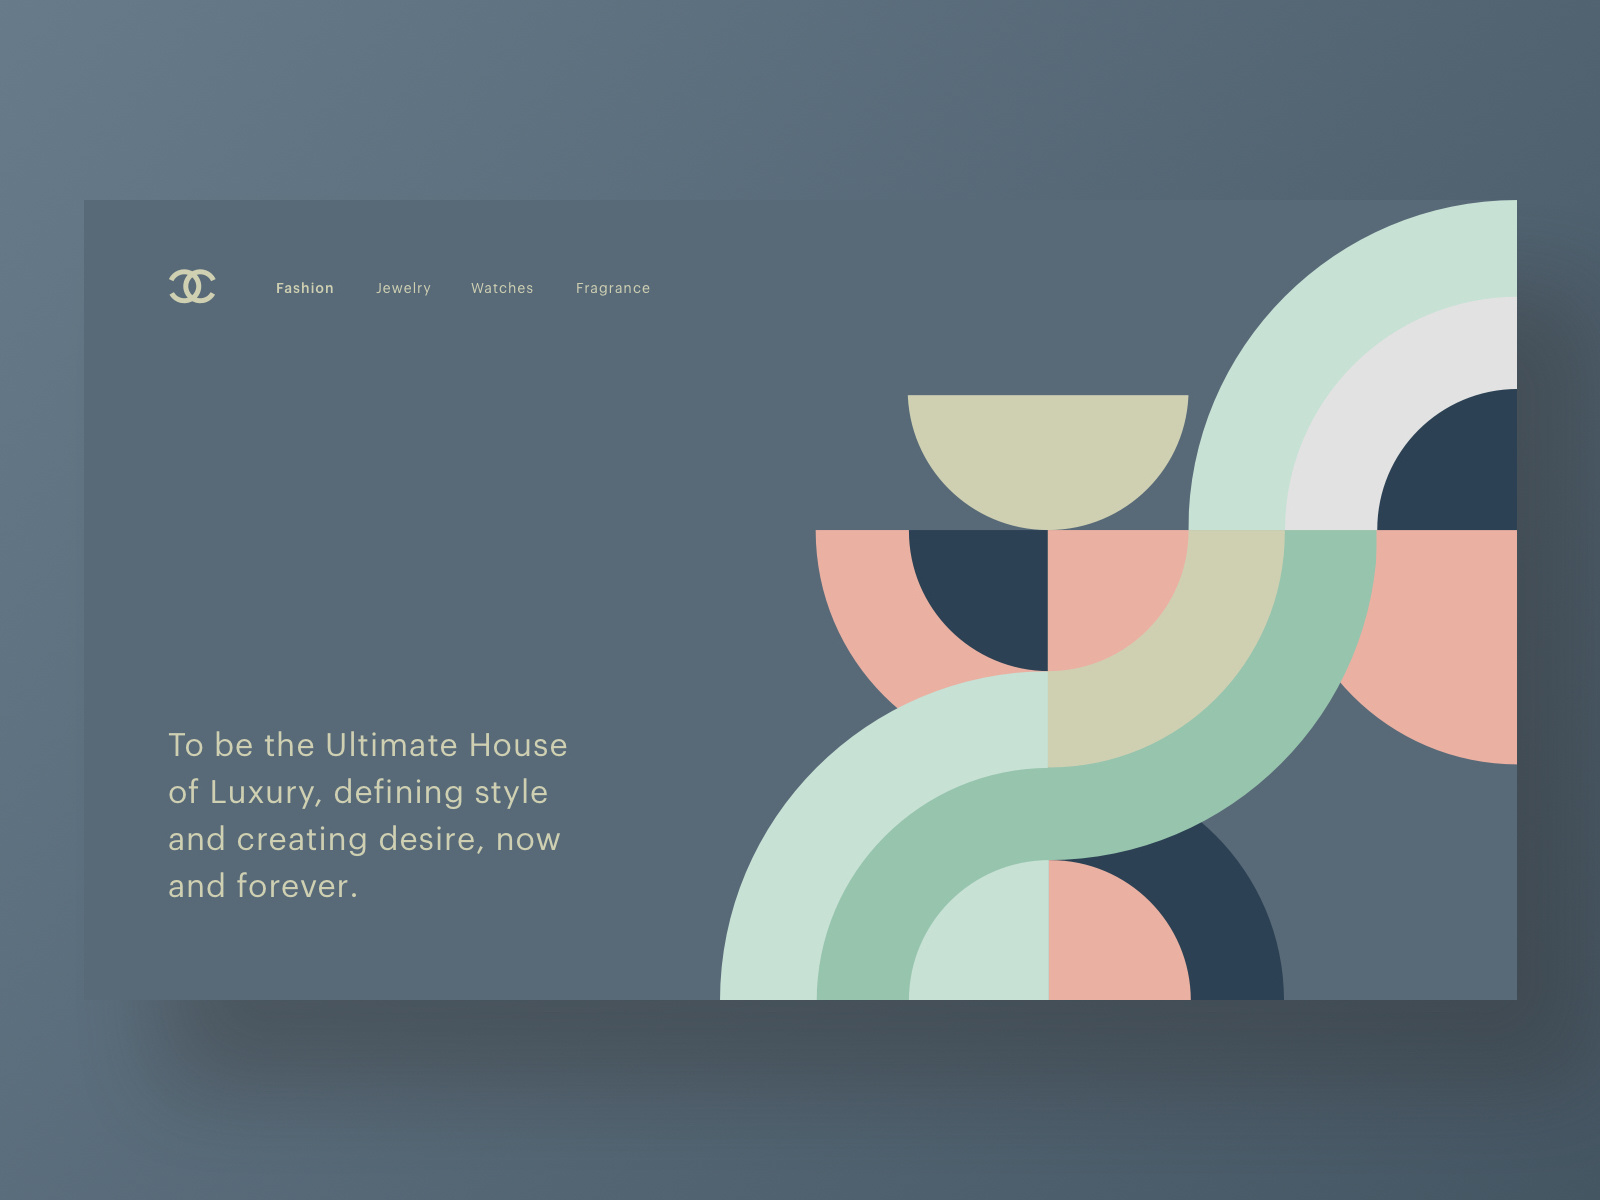 Fashion Jewelry Watches Fragrance
To be the Ultimate House
of Luxury, defining style
and creating desire, now
and forever.